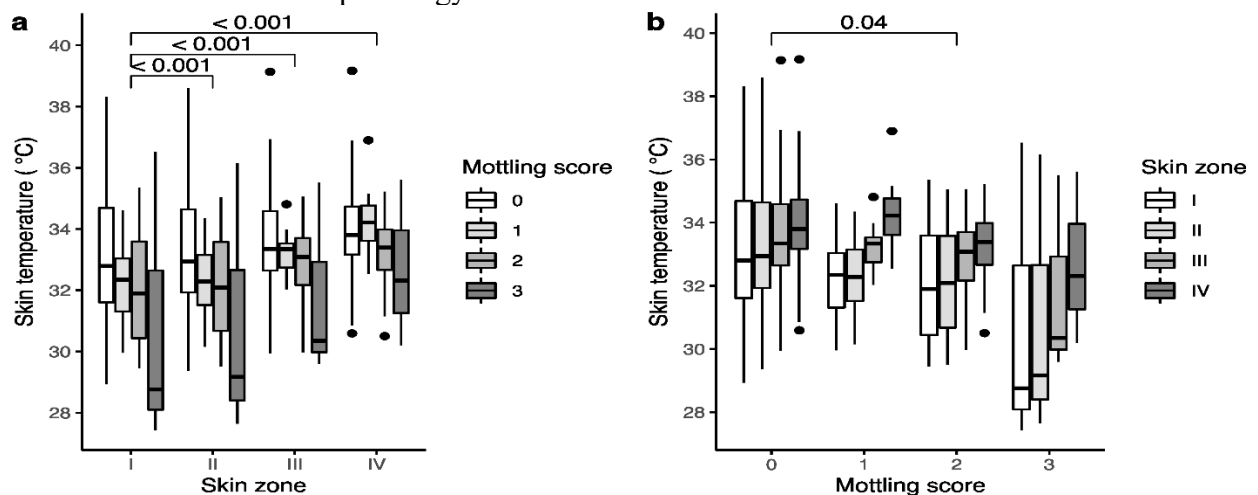 a
< 0.001
< 0.001
< 0.001
40
38
36
34
32
30
28
Skin temperature ( °C)
I
II
III
IV
Skin zone
Mottling score
0
1
2
3
b
0.04
40
38
36
34
32
30
28
Skin temperature ( °C)
0
1
2
3
Mottling score
Skin zone
I
II
III
IV